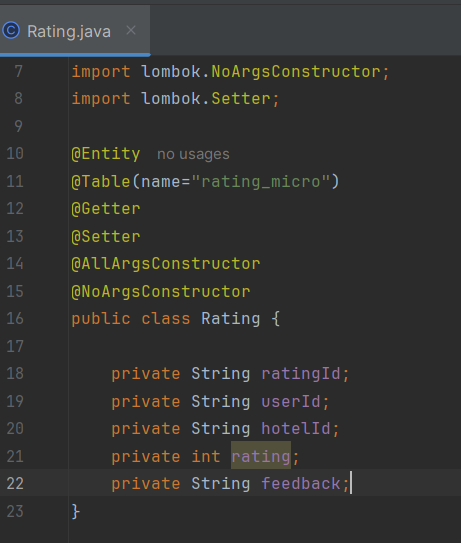 Rating.java
7 import lombok.NoArgsConstructor;
8 import lombok.Setter;
9
10 @Entity no usages
11 @Table(name="rating_micro")
12 @Getter
13 @Setter
14 @AllArgsConstructor
15 @NoArgsConstructor
16 public class Rating {
17
18 private String ratingId;
19 private String userId;
20 private String hotelId;
21 private int rating;
22 private String feedback;
23 }